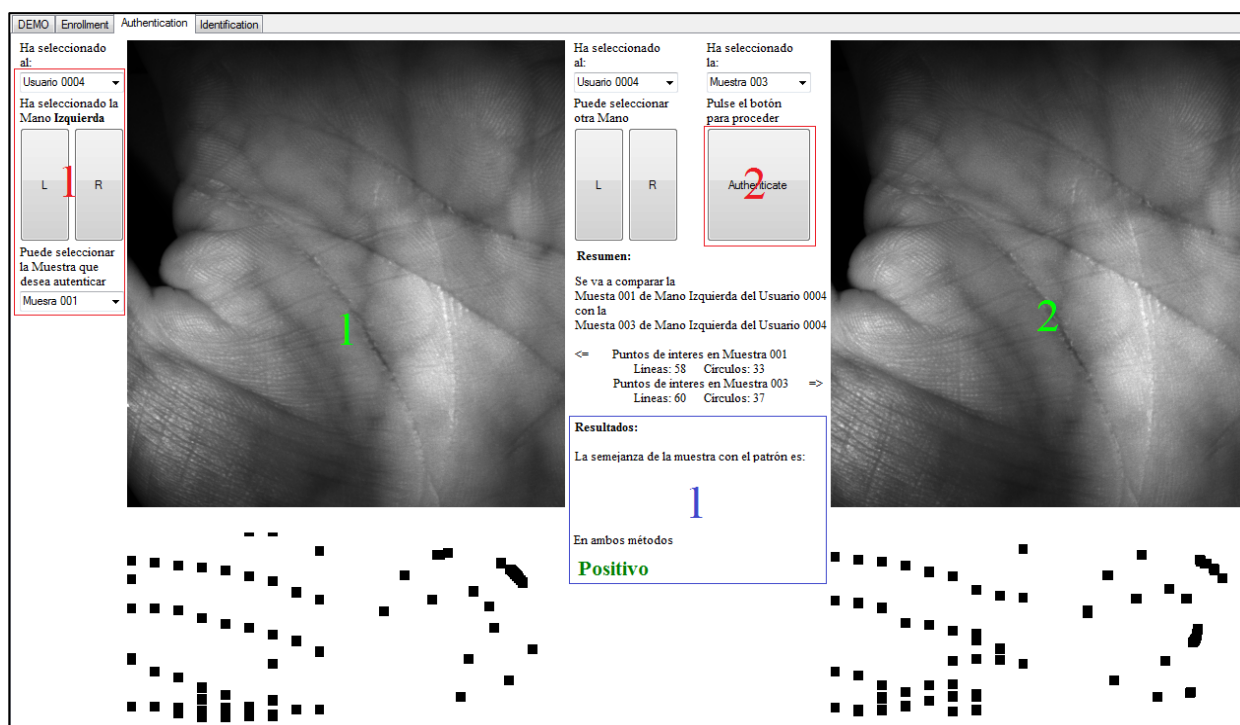 DEMO Enrollment Authentication Identification
Ha seleccionado
al:
Usuario 0004
Ha seleccionado la
Mano Izquierda
L R
1
Puede seleccionar
la Muestra que
desea autenticar
Muesra 001
1
Ha seleccionado
al:
Usuario 0004
Puede seleccionar
otra Mano
L R
Ha seleccionado
la:
Muestra 003
Pulse el botón
para proceder
Authenticate
2
Resumen:
Se va a comparar la
Muesta 001 de Mano Izquierda del Usuario 0004
con la
Muesta 003 de Mano Izquierda del Usuario 0004
<= Puntos de interes en Muestra 001
Lineas: 58 Circulos: 33
Puntos de interes en Muestra 003 =>
Lineas: 60 Circulos: 37
Resultados:
La semejanza de la muestra con el patrón es:
1
En ambos métodos
Positivo
2